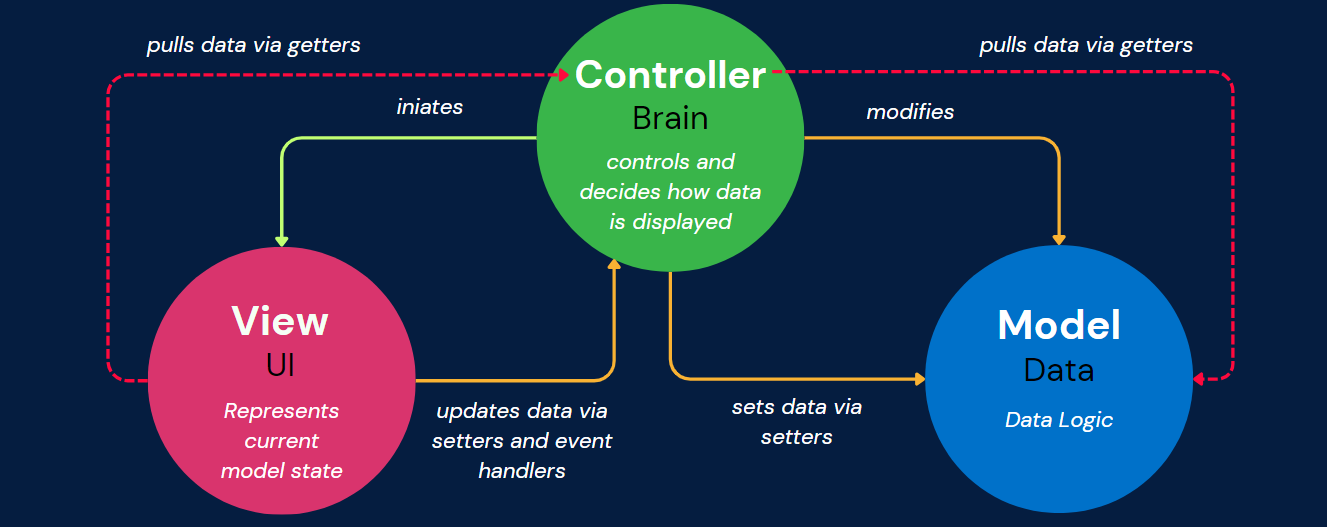 pulls data via getters
pulls data via getters
iniates
modifies
Controller
Brain
controls and
decides how data
is displayed
View
UI
Represents
current
model state
updates data via
setters and event
handlers
sets data via
setters
Model
Data
Data Logic